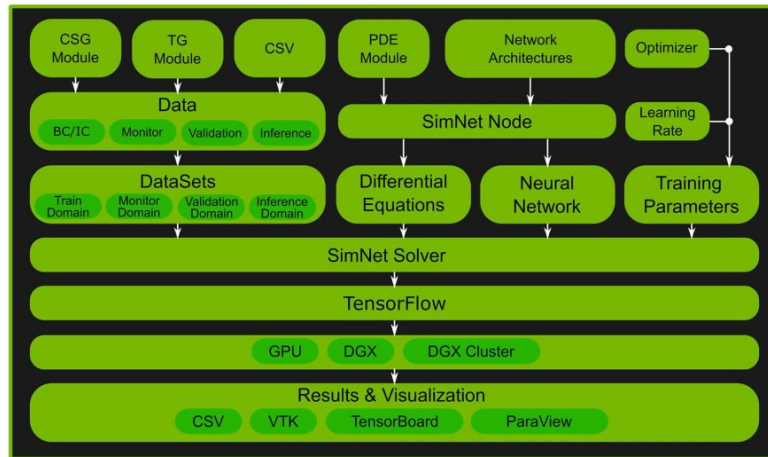 CSG
Module
TG
Module
CSV
PDE
Module
Network
Architectures
Optimizer
Data
BC/IC
Monitor
Validation
Inference
SimNet Node
Learning
Rate
DataSets
Train
Domain
Monitor
Domain
Validation
Domain
Inference
Domain
Differential
Equations
Neural
Network
Training
Parameters
SimNet Solver
TensorFlow
GPU
DGX
DGX Cluster
Results & Visualization
CSV
VTK
TensorBoard
ParaView